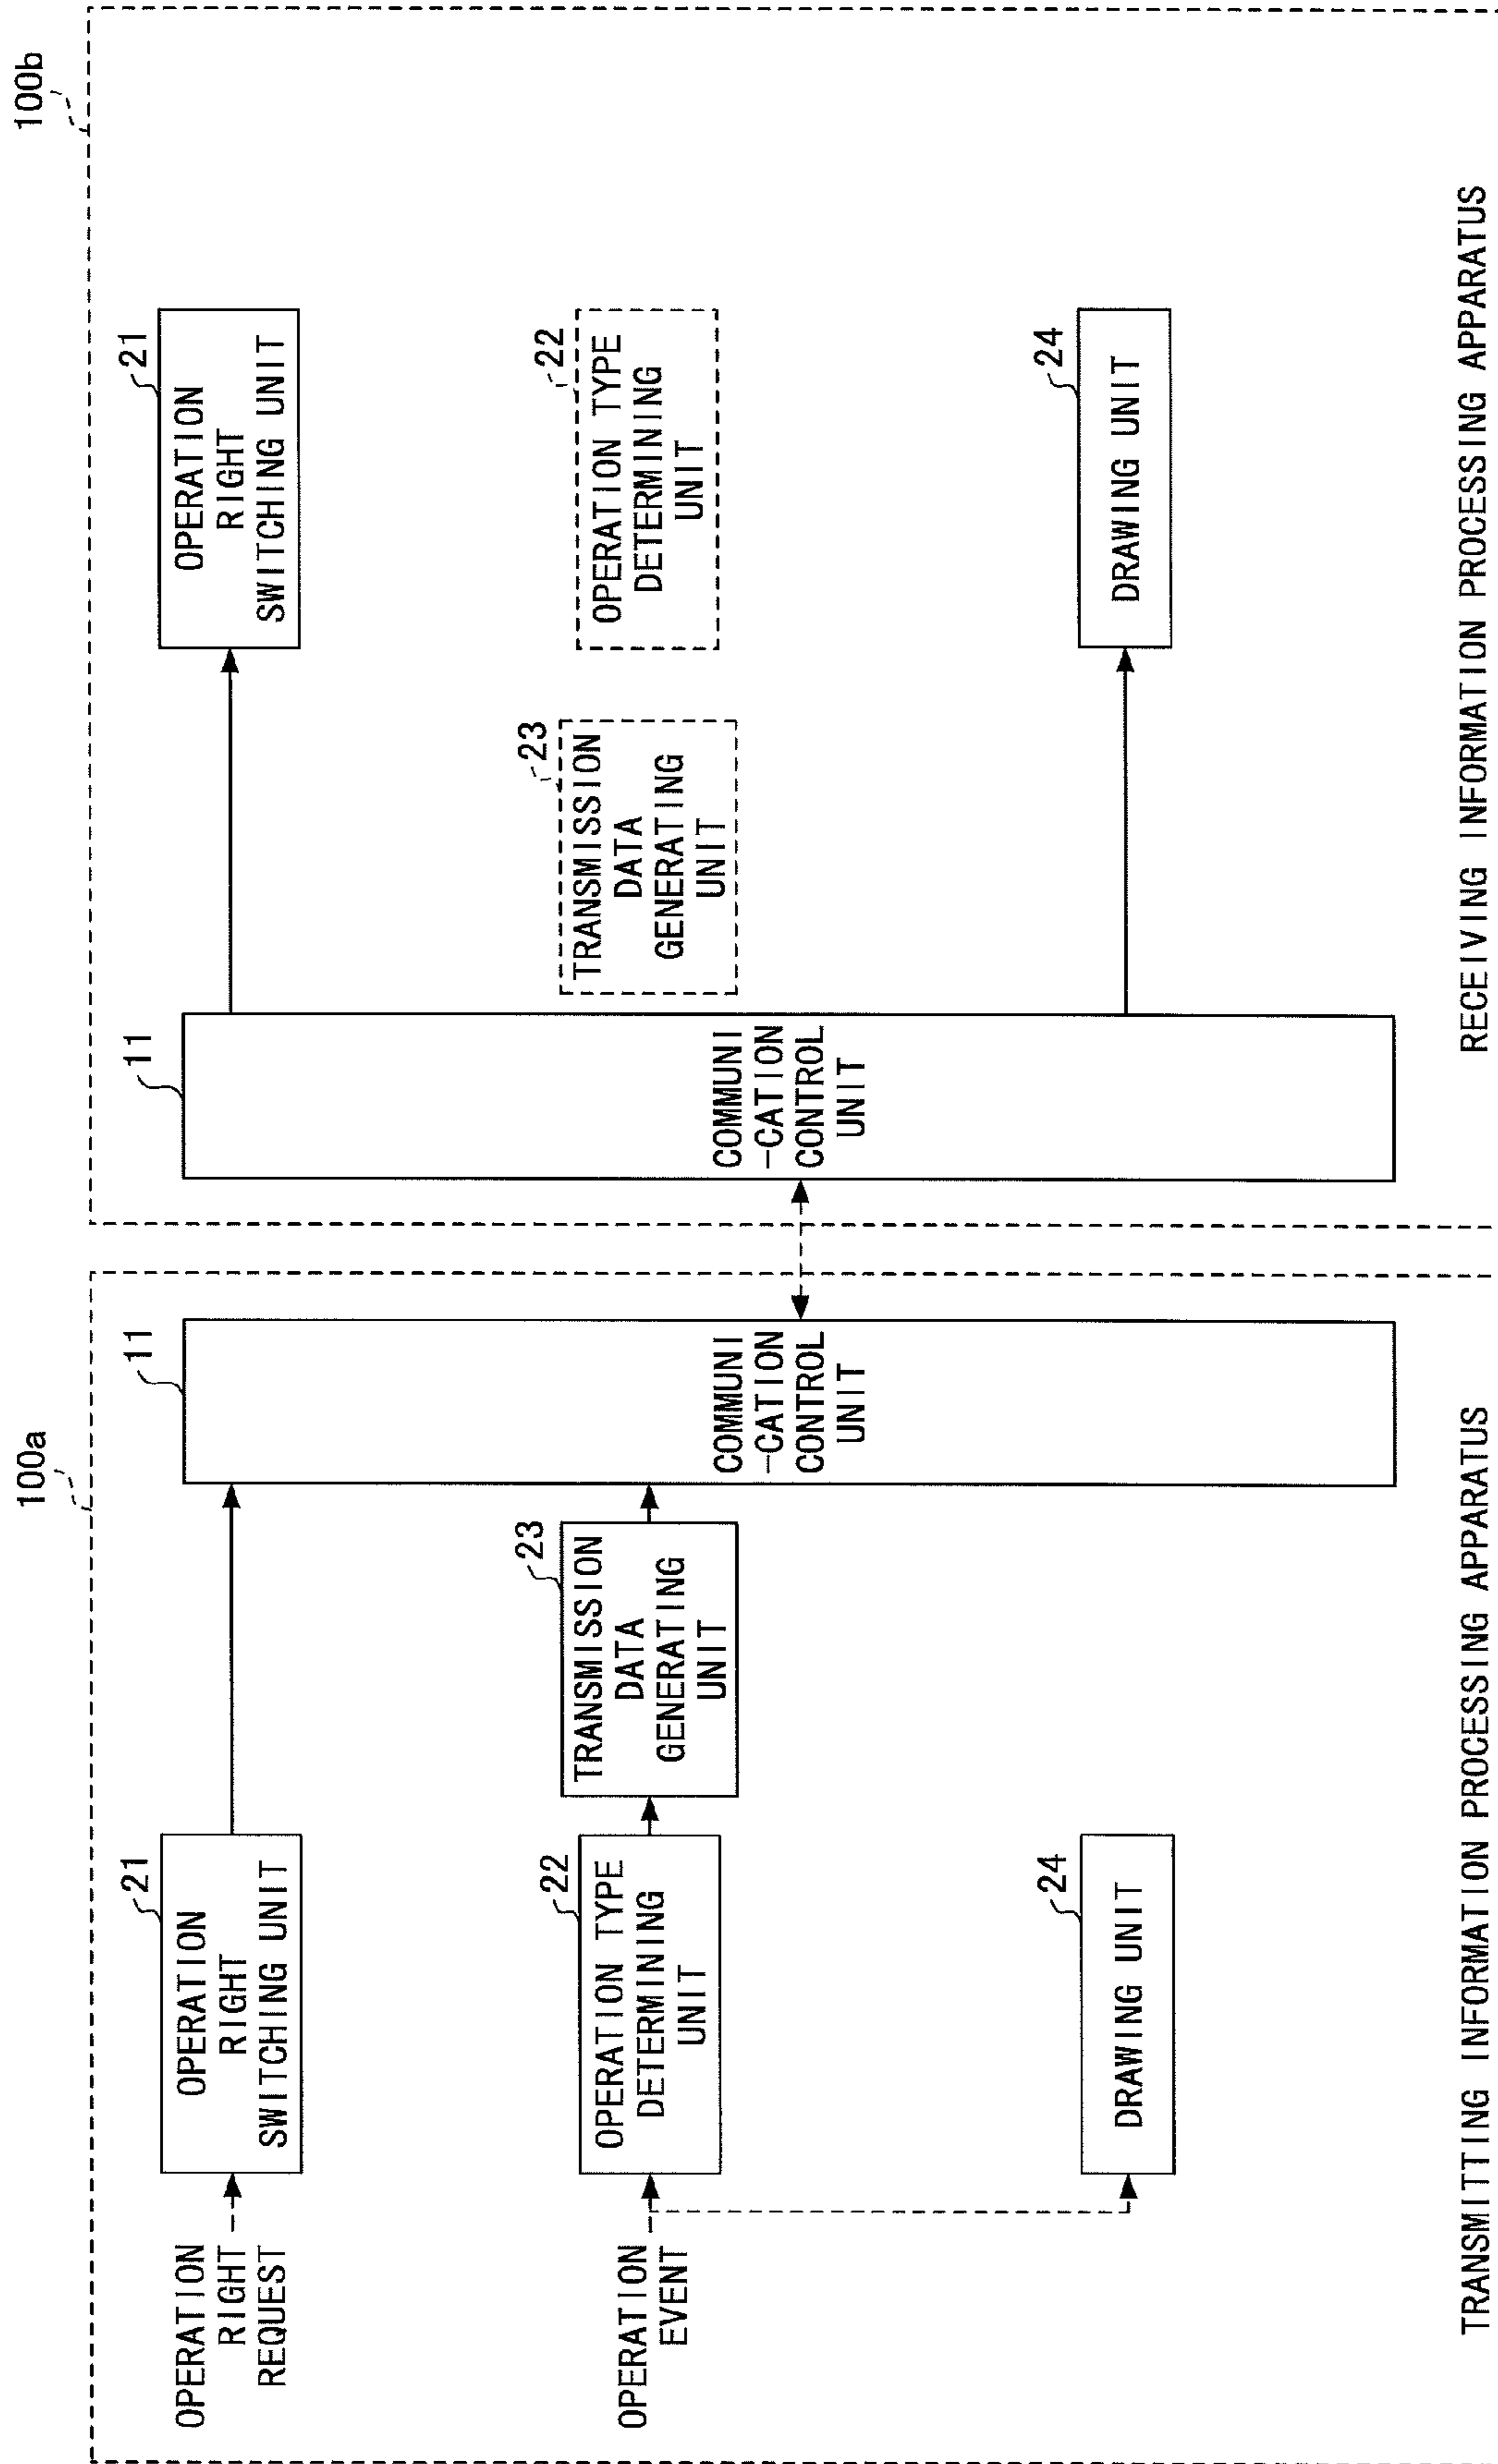 100a
OPERATION
RIGHT
REQUEST
21
OPERATION
RIGHT
SWITCHING UNIT
OPERATION
EVENT
22
OPERATION TYPE
DETERMINING
UNIT
23
TRANSMISSION
DATA
GENERATING
UNIT
24
DRAWING UNIT
11
COMMUNI
-CATION
CONTROL
UNIT
TRANSMITTING INFORMATION PROCESSING APPARATUS
100b
11
COMMUNI
-CATION
CONTROL
UNIT
21
OPERATION
RIGHT
SWITCHING UNIT
23
TRANSMISSION
DATA
GENERATING
UNIT
22
OPERATION TYPE
DETERMINING
UNIT
24
DRAWING UNIT
RECEIVING INFORMATION PROCESSING APPARATUS